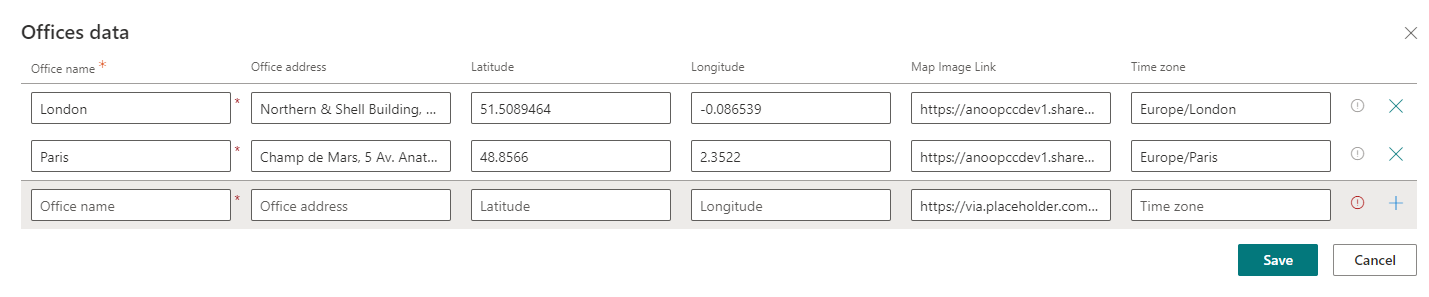 Offices data
Office name * Office address Latitude Longitude Map Image Link Time zone
London * Northern & Shell Building, ... 51.5089464 -0.086539 https://anoopccdev1.share... Europe/London
Paris * Champ de Mars, 5 Av. Anat... 48.8566 2.3522 https://anoopccdev1.share... Europe/Paris
Office name * Office address Latitude Longitude https://via.placeholder.com... Time zone
Save Cancel